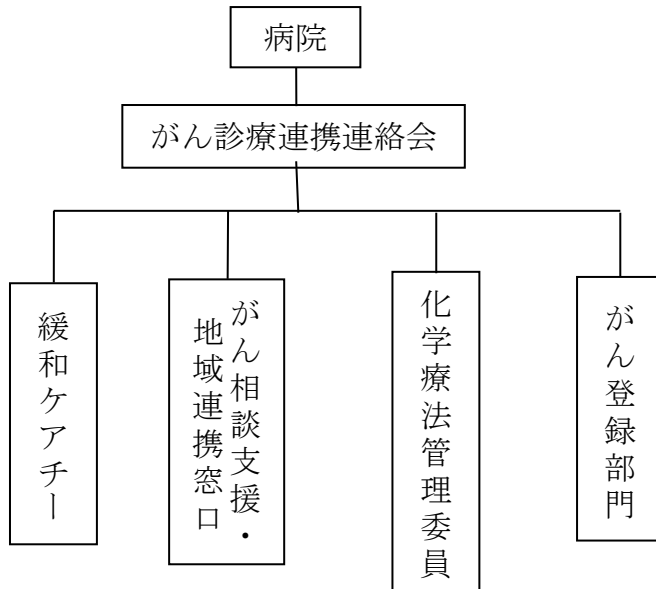 病院
がん診療連携連絡会
緩和ケアチー
がん相談支援・
地域連携窓口
化学療法管理委員
がん登録部門